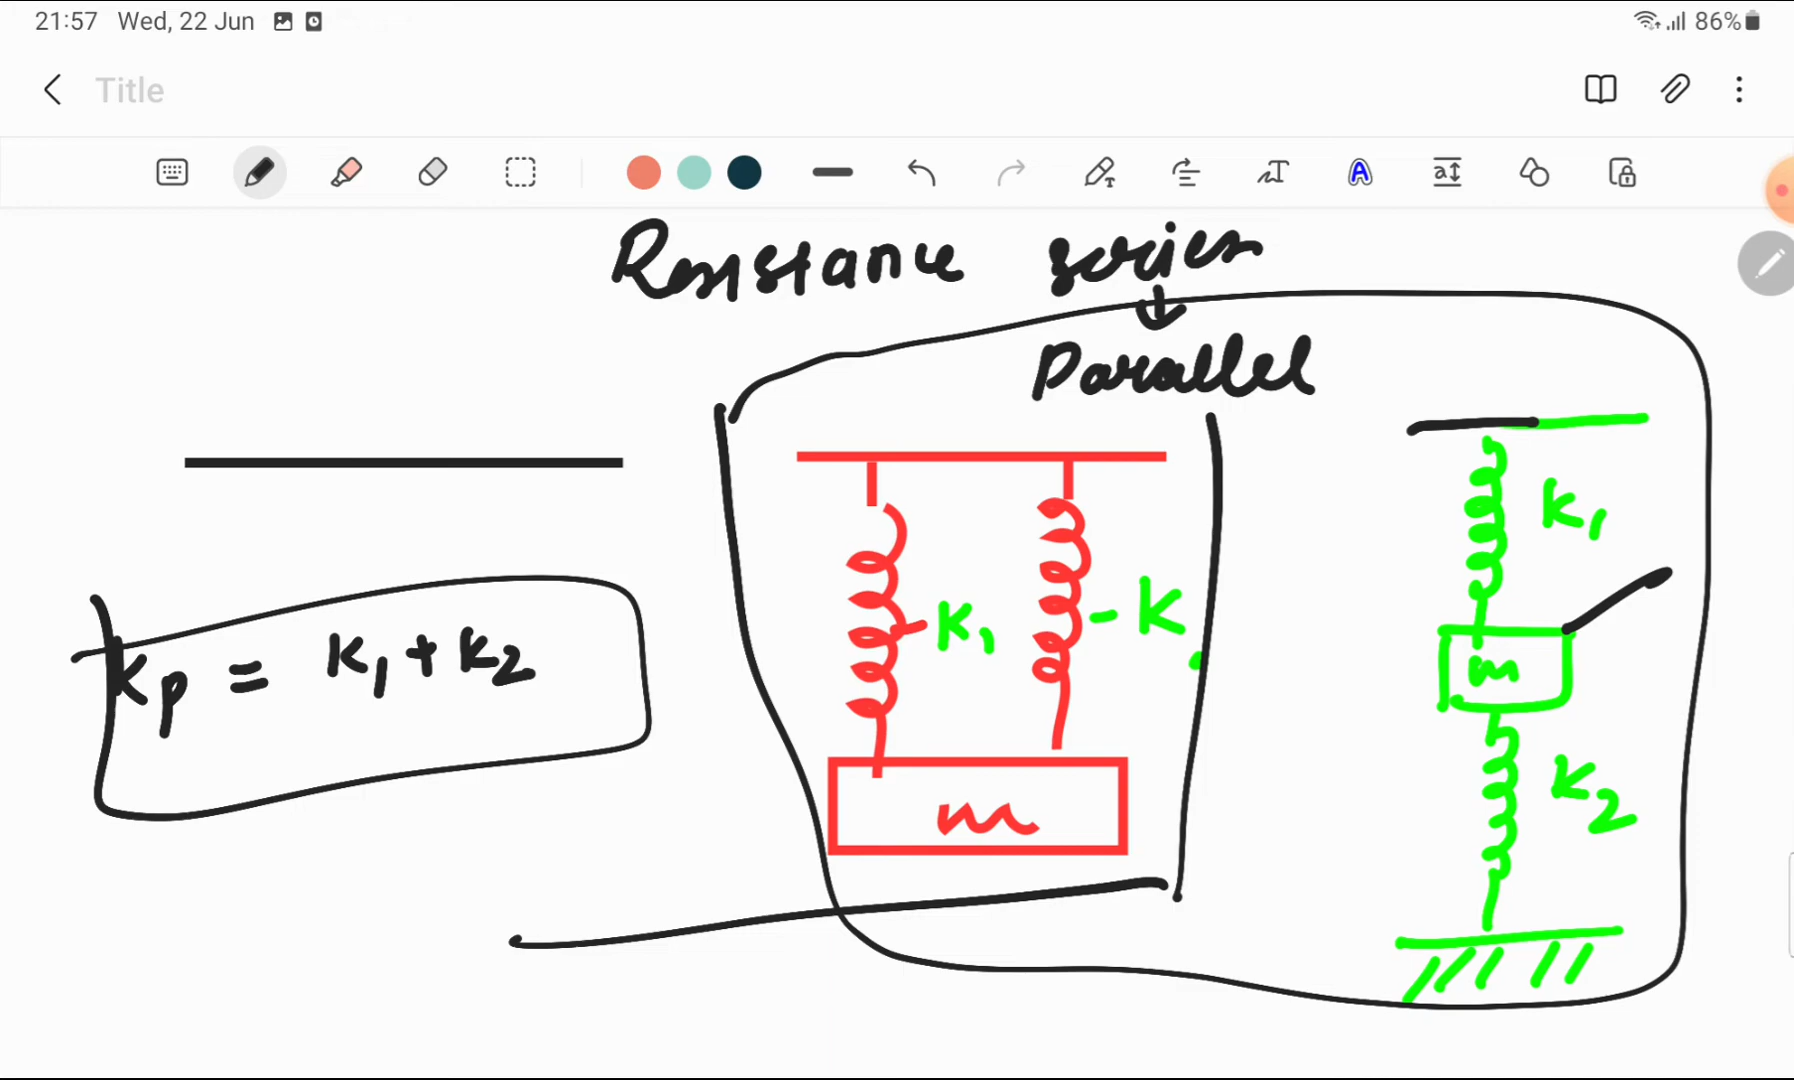 21:57 Wed, 22 Jun 86%
Title
Resistance series
Parallel
K1
K1 - K
m
Kp = K1 + K2
m
K2